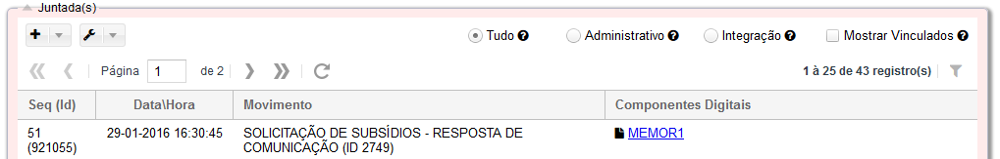 Juntada(s)
Tudo Administrativo Integração Mostrar Vinculados
Página 1 de 2 1 à 25 de 43 registro(s)
Seq (Id) Data\Hora Movimento Componentes Digitais
51 29-01-2016 16:30:45 SOLICITAÇÃO DE SUBSÍDIOS - RESPOSTA DE MEMOR1
(921055) COMUNICAÇÃO (ID 2749)